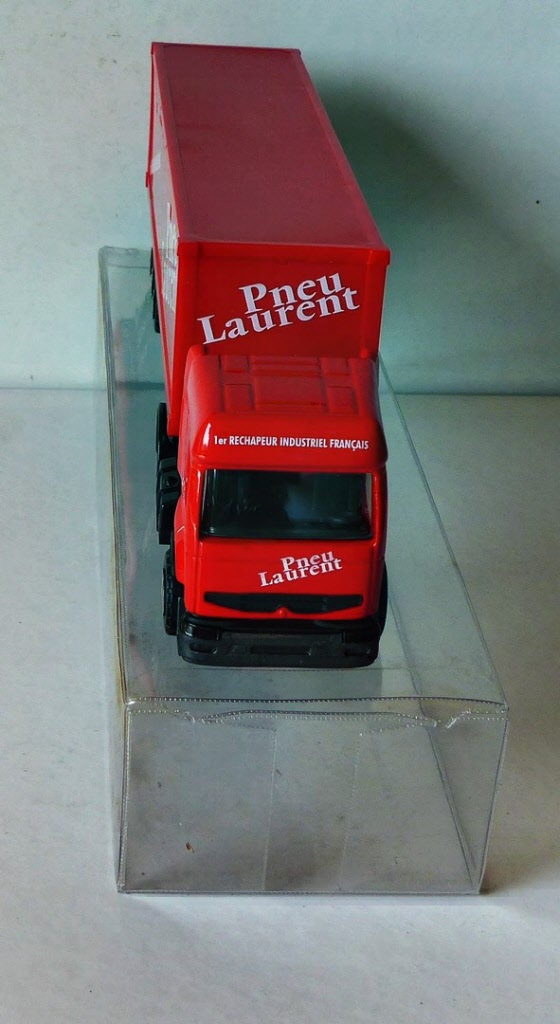 Pneu
Laurent
1er RECHAPEUR INDUSTRIEL FRANÇAIS
Pneu
Laurent